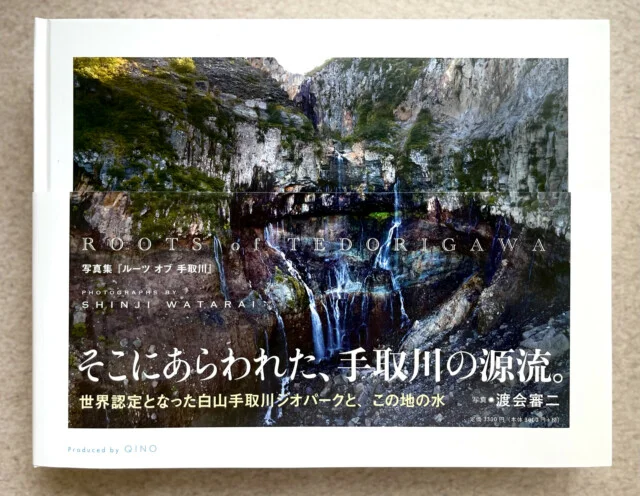 ROOTS of TEDORIGAWA
写真集『ルーツ オブ 手取川』
PHOTOGRAPHS BY
SHINJI WATARAI
そこにあらわれた、手取川の源流。
世界認定となった白山手取川ジオパークと、この地の水
写真●渡会審二
定価
Produced by QINO